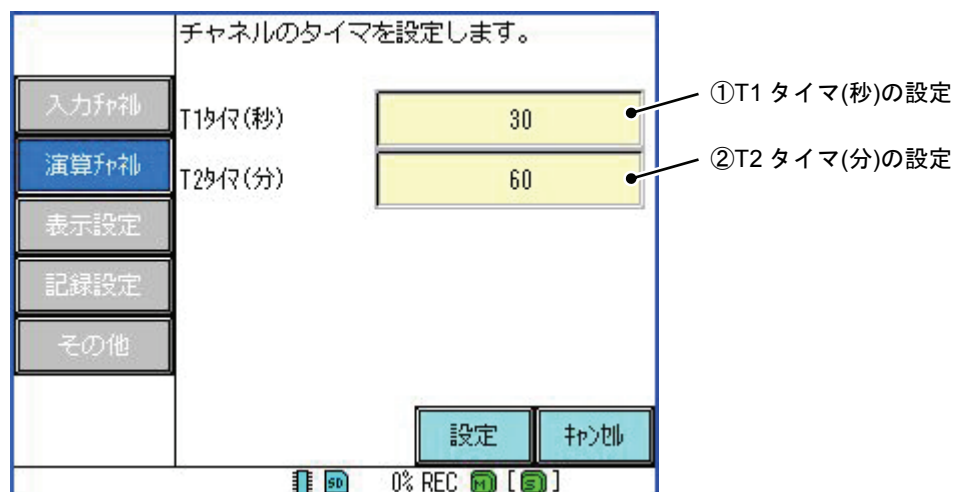 チャネルのタイマを設定します。
入力ﾁｬﾈﾙ
演算ﾁｬﾈﾙ
表示設定
記録設定
その他
T1ﾀｲﾏ(秒)
30
T2ﾀｲﾏ(分)
60
①T1 タイマ(秒)の設定
②T2 タイマ(分)の設定
設定
ｷｬﾝｾﾙ
SD 0% REC M [S]